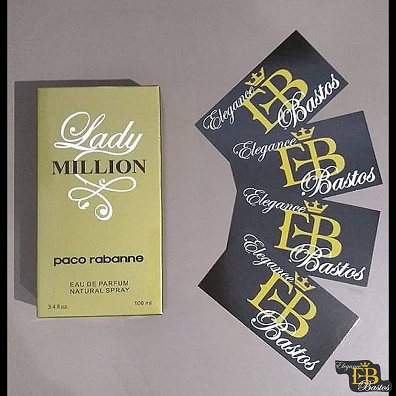 Lady
MILLION
paco rabanne
EAU DE PARFUM
NATURAL SPRAY
3.4 fl.oz
100 ml
Elegance
EB
Bastos
Elegance
EB
Bastos
Elegance
EB
Bastos
Elegance
EB
Bastos
Elegance
EB
Bastos